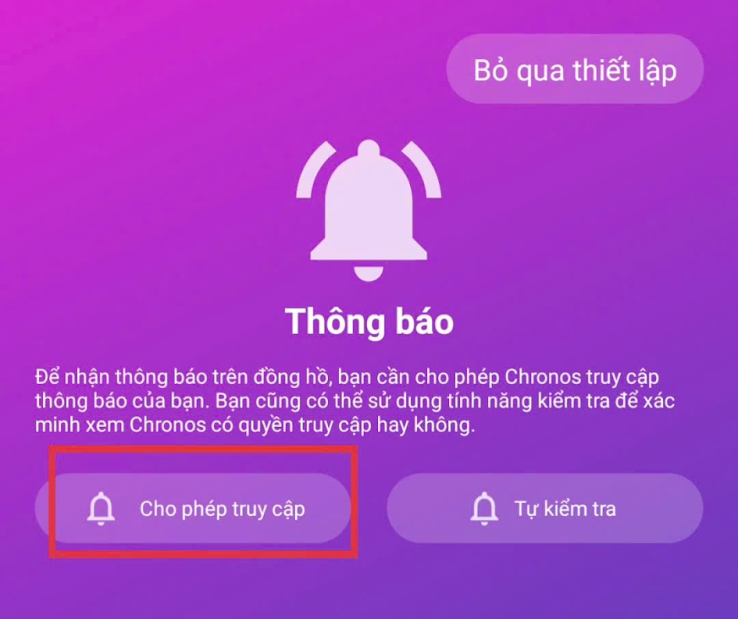 Bỏ qua thiết lập
Thông báo
Để nhận thông báo trên đồng hồ, bạn cần cho phép Chronos truy cập
thông báo của bạn. Bạn cũng có thể sử dụng tính năng kiểm tra để xác
minh xem Chronos có quyền truy cập hay không.
Cho phép truy cập
Tự kiểm tra